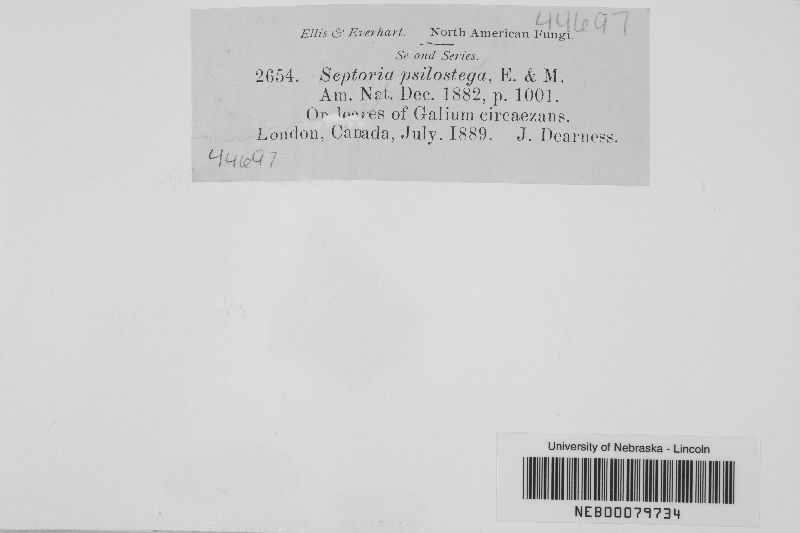 44697
Ellis & Everhart. North American Fungi.
Second Series.
2654. Septoria psilostega, E. & M.
Am. Nat. Dec. 1882, p. 1001.
On leaves of Galium circaezans.
London, Canada, July. 1889. J. Dearness.
44697
University of Nebraska - Lincoln
NEB00079734